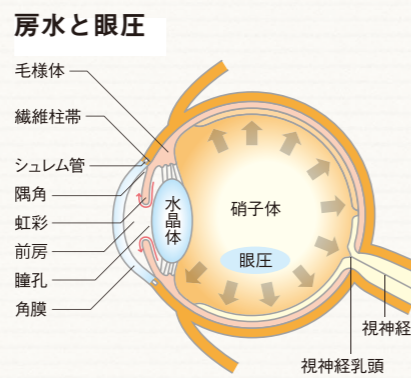 房水と眼圧
毛様体
繊維柱帯
シュレム管
隅角
虹彩
前房
瞳孔
角膜
水晶体
硝子体
眼圧
視神経
視神経乳頭